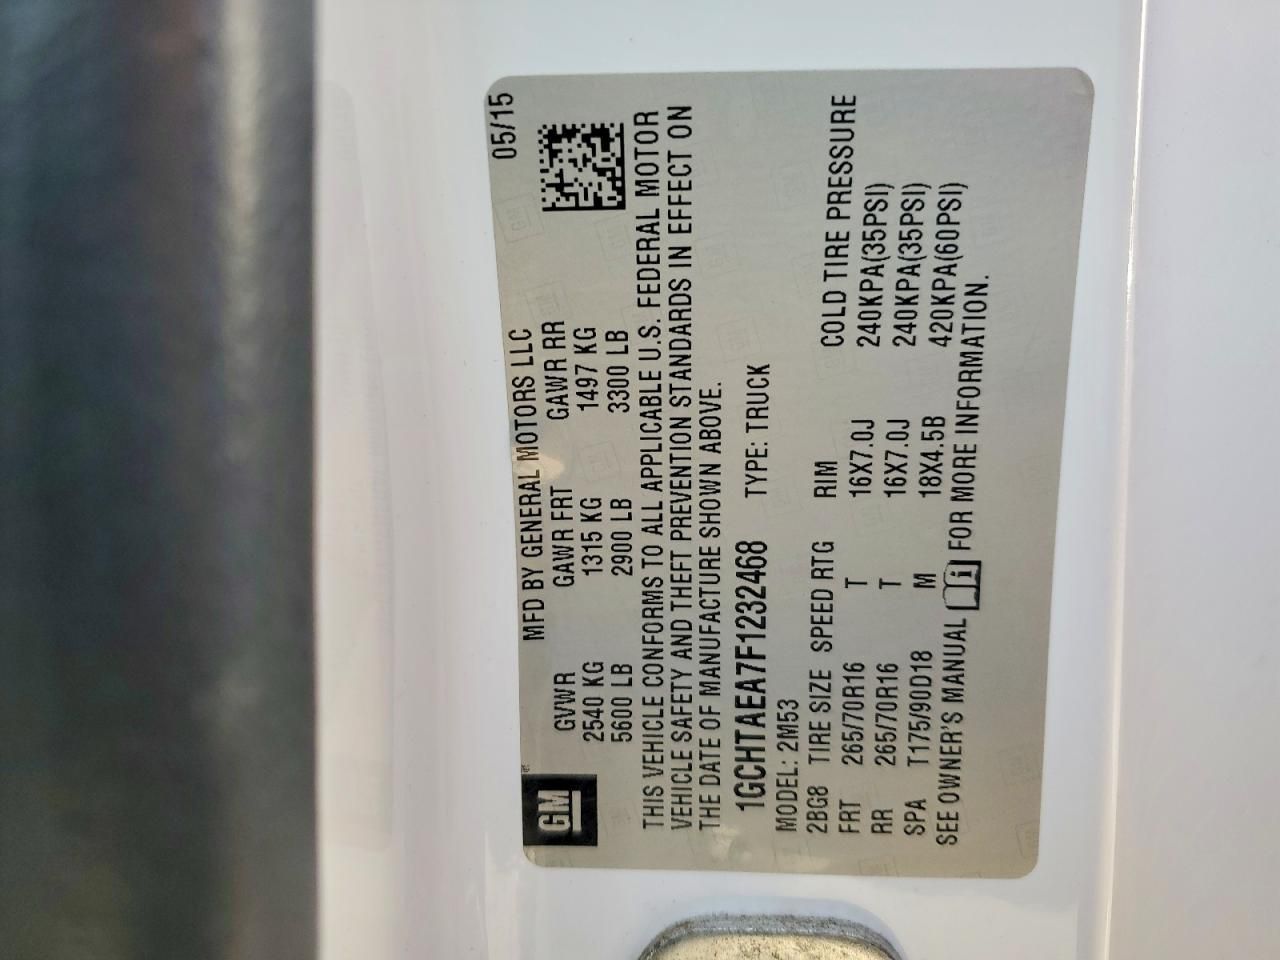 GM
MFD BY GENERAL MOTORS LLC 05/15
GVWR GAWR FRT GAWR RR
2540 KG 1315 KG 1497 KG
5600 LB 2900 LB 3300 LB
THIS VEHICLE CONFORMS TO ALL APPLICABLE U.S. FEDERAL MOTOR
VEHICLE SAFETY AND THEFT PREVENTION STANDARDS IN EFFECT ON
THE DATE OF MANUFACTURE SHOWN ABOVE.
1GCHTAEA7F1232468 TYPE: TRUCK
MODEL: 2M53
2BG8 TIRE SIZE SPEED RTG RIM COLD TIRE PRESSURE
FRT 265/70R16 T 16X7.0J 240KPA(35PSI)
RR 265/70R16 T 16X7.0J 240KPA(35PSI)
SPA T175/90D18 M 18X4.5B 420KPA(60PSI)
SEE OWNER'S MANUAL i FOR MORE INFORMATION.